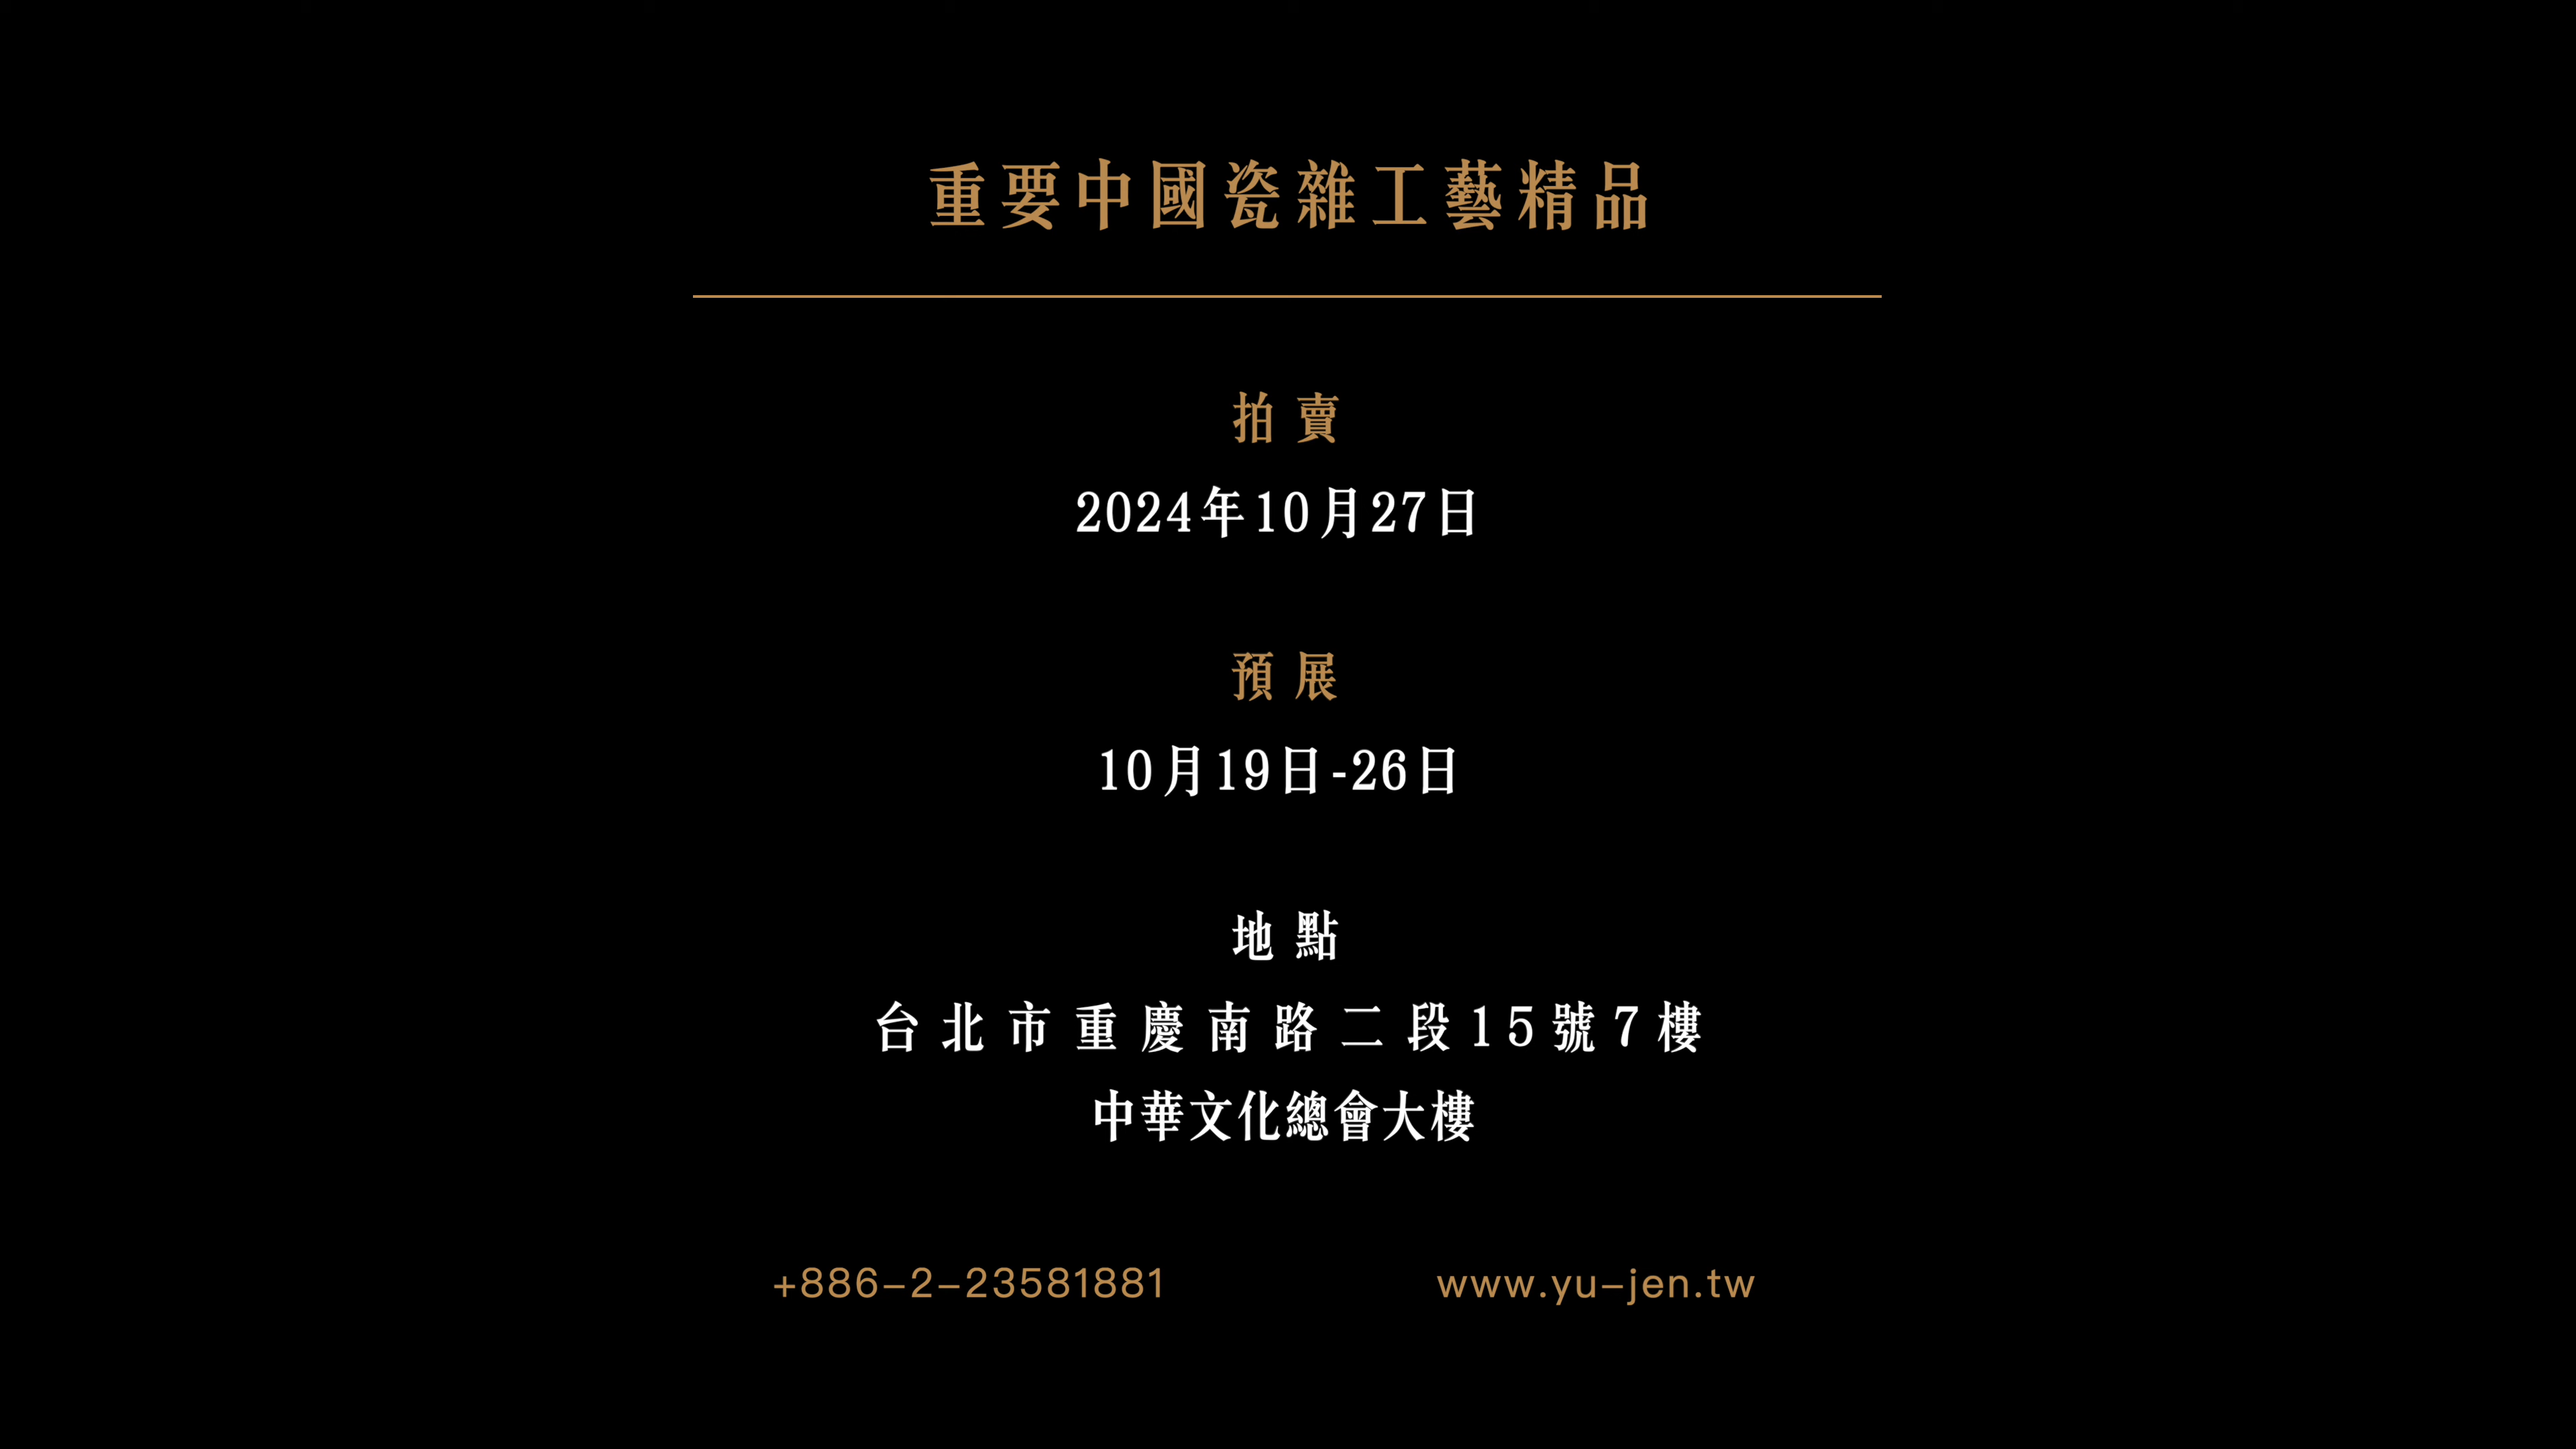 重要中國瓷雜工藝精品
拍賣
2024年10月27日
預展
10月19日-26日
地點
台北市重慶南路二段15號7樓
中華文化總會大樓
+886-2-23581881
www.yu-jen.tw